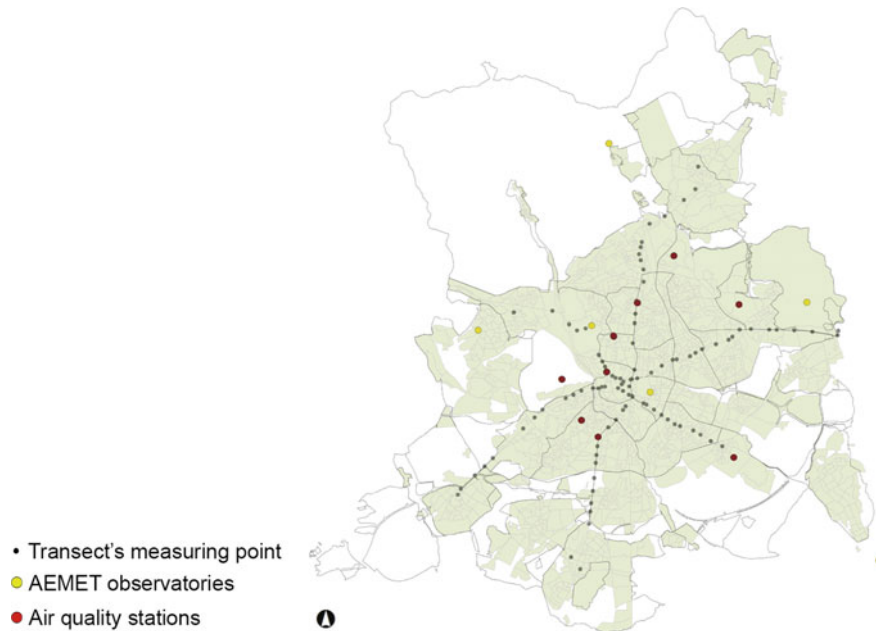 Transect's measuring point
AEMET observatories
Air quality stations